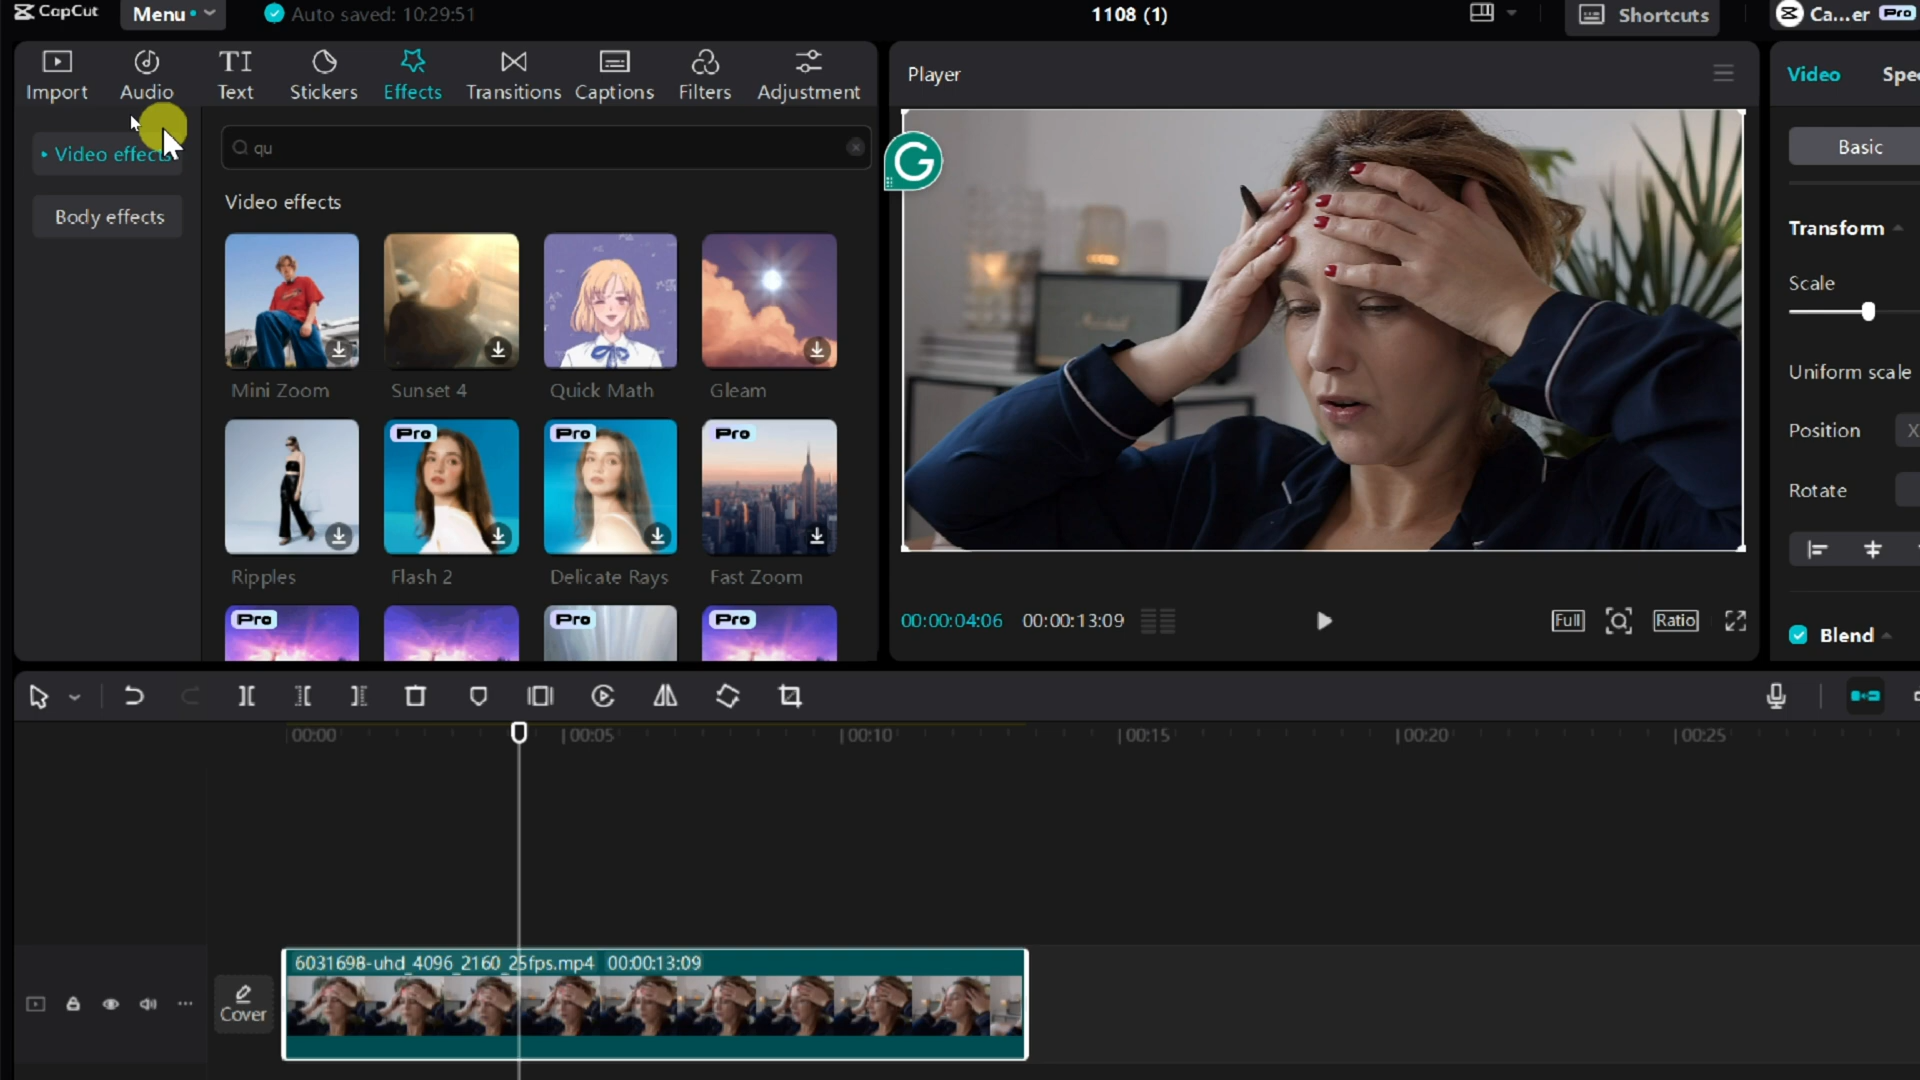 CapCut
Menu
Auto saved: 10:29:51
1108 (1)
Shortcuts
Ca...er
Pro
Import
Audio
Text
Stickers
Effects
Transitions
Captions
Filters
Adjustment
Player
Video
Spee
Video effects
Body effects
qu
Video effects
Basic
Transform
Scale
Mini Zoom
Sunset 4
Quick Math
Gleam
Uniform scale
Position
X
Rotate
Pro
Pro
Pro
Ripples
Flash 2
Delicate Rays
Fast Zoom
Pro
Pro
Pro
00:00:04:06
00:00:13:09
Full
Ratio
Blend
00:00
00:05
00:10
00:15
00:20
00:25
6031698-uhd_4096_2160_25fps.mp4 00:00:13:09
Cover